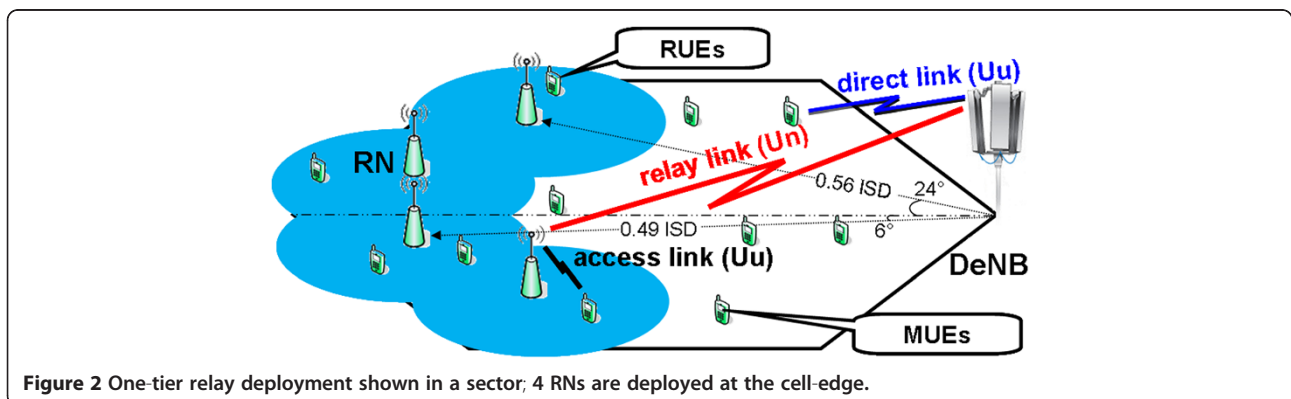 RUEs
direct link (Uu)
RN
relay link (Un)
0.56 ISD
24°
0.49 ISD
6°
access link (Uu)
DeNB
MUEs
Figure 2 One-tier relay deployment shown in a sector; 4 RNs are deployed at the cell-edge.